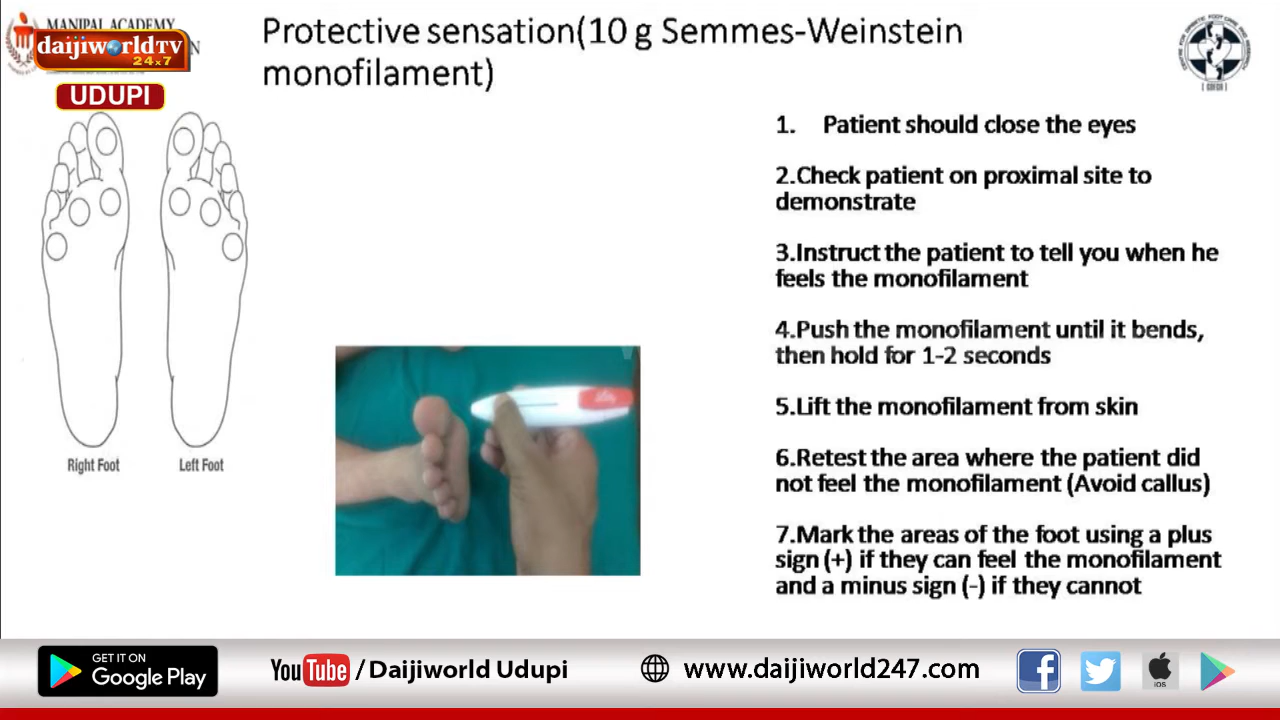 MANIPAL ACADEMY
daijiworldTV
24x7
UDUPI
Protective sensation(10 g Semmes-Weinstein
monofilament)
1. Patient should close the eyes
2.Check patient on proximal site to
demonstrate
3.Instruct the patient to tell you when he
feels the monofilament
4.Push the monofilament until it bends,
then hold for 1-2 seconds
5.Lift the monofilament from skin
6.Retest the area where the patient did
not feel the monofilament (Avoid callus)
7.Mark the areas of the foot using a plus
sign (+) if they can feel the monofilament
and a minus sign (-) if they cannot
Right Foot
Left Foot
GET IT ON
Google Play
YouTube / Daijiworld Udupi
www.daijiworld247.com
iOS